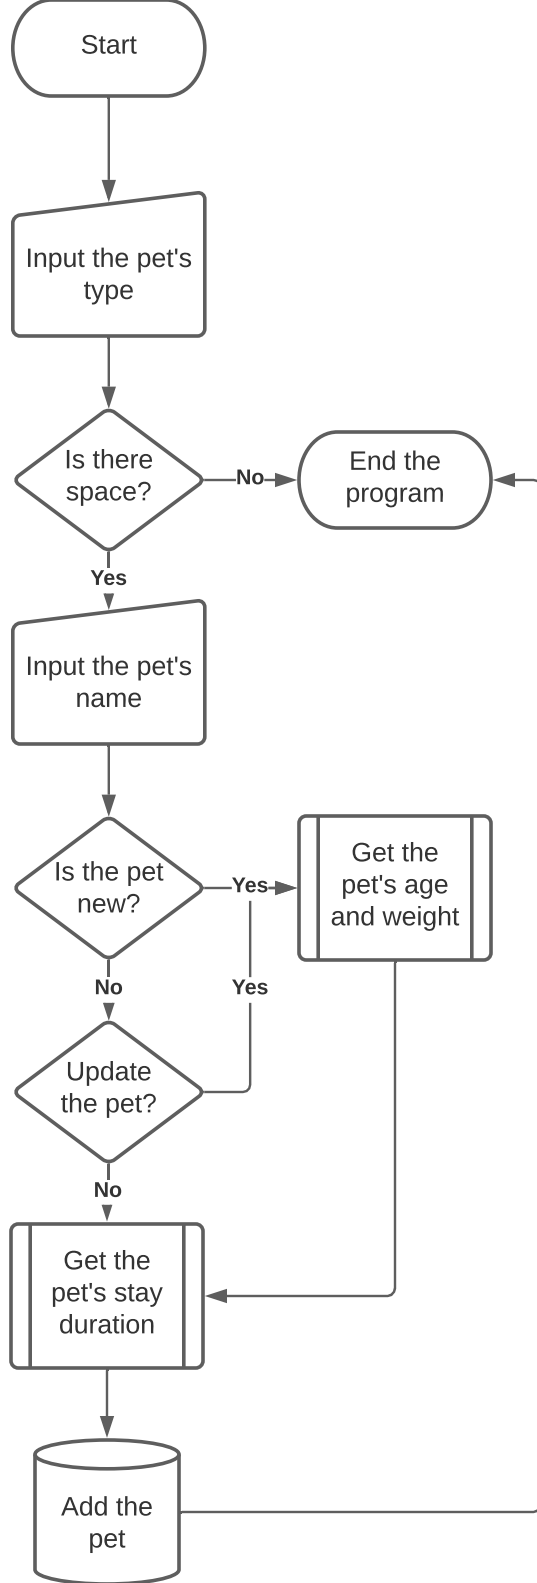 Start
Input the pet's
type
Is there
space?
No
End the
program
Yes
Input the pet's
name
Is the pet
new?
Yes
Get the
pet's age
and weight
No
Yes
Update
the pet?
No
Get the
pet's stay
duration
Add the
pet